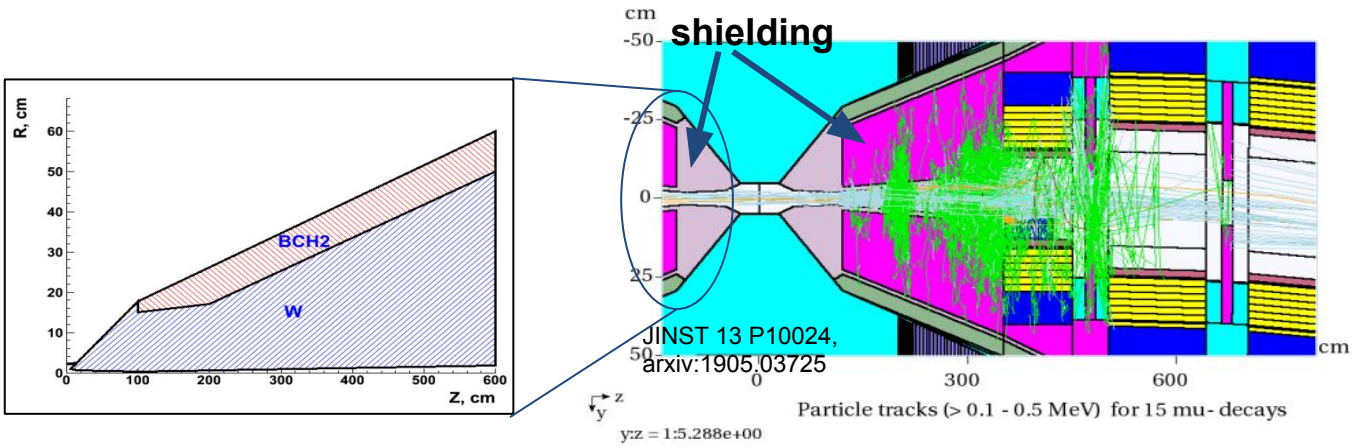 R, cm
60
50
40
30
20
10
0
BCH2
W
0 100 200 300 400 500 600
Z, cm
cm
-50
-25
0
25
50
shielding
JINST 13 P10024,
arxiv:1905.03725
0 300 600
cm
z
y
y:z = 1:5.288e+00
Particle tracks (> 0.1 - 0.5 MeV) for 15 mu- decays